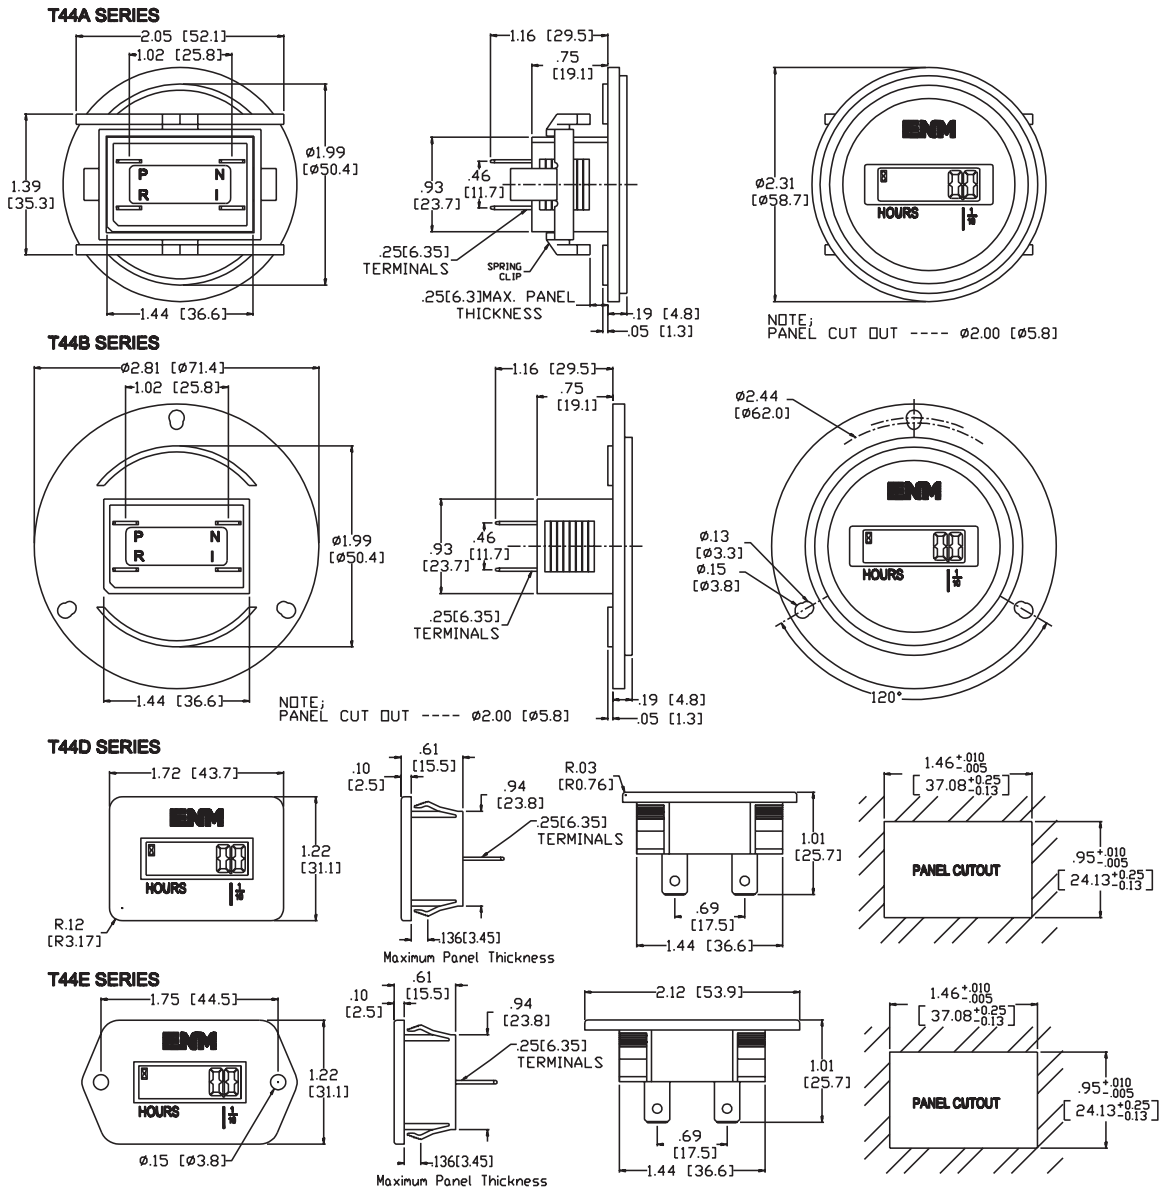 T44A SERIES
2.05 [52.1]
1.02 [25.8]
1.39
[35.3]
P N
R I
ø1.99
[ø50.4]
1.44 [36.6]
1.16 [29.5]
.75
[19.1]
.93
[23.7]
.46
[11.7]
.25[6.35]
TERMINALS
SPRING
CLIP
.25[6.3]MAX. PANEL
THICKNESS
.19 [4.8]
.05 [1.3]
ø2.31
[ø58.7]
ENM
8 88
HOURS 1/10
NOTE;
PANEL CUT OUT ---- ø2.00 [ø5.8]
T44B SERIES
ø2.81 [ø71.4]
1.02 [25.8]
P N
R I
ø1.99
[ø50.4]
1.44 [36.6]
1.16 [29.5]
.75
[19.1]
.93
[23.7]
.46
[11.7]
.25[6.35]
TERMINALS
.19 [4.8]
.05 [1.3]
NOTE;
PANEL CUT OUT ---- ø2.00 [ø5.8]
ø2.44
[ø62.0]
ENM
8 88
HOURS 1/10
ø.13
[ø3.3]
ø.15
[ø3.8]
120°
T44D SERIES
1.72 [43.7]
ENM
8 88
HOURS 1/10
1.22
[31.1]
R.12
[R3.17]
.61
[15.5]
.10
[2.5]
.94
[23.8]
.25[6.35]
TERMINALS
.136[3.45]
Maximum Panel Thickness
R.03
[R0.76]
1.01
[25.7]
.69
[17.5]
1.44 [36.6]
1.46+.010-.005
[37.08+0.25-0.13]
PANEL CUTOUT
.95+.010-.005
[24.13+0.25-0.13]
T44E SERIES
1.75 [44.5]
ENM
8 88
HOURS 1/10
1.22
[31.1]
ø.15 [ø3.8]
.61
[15.5]
.10
[2.5]
.94
[23.8]
.25[6.35]
TERMINALS
.136[3.45]
Maximum Panel Thickness
2.12 [53.9]
1.01
[25.7]
.69
[17.5]
1.44 [36.6]
1.46+.010-.005
[37.08+0.25-0.13]
PANEL CUTOUT
.95+.010-.005
[24.13+0.25-0.13]